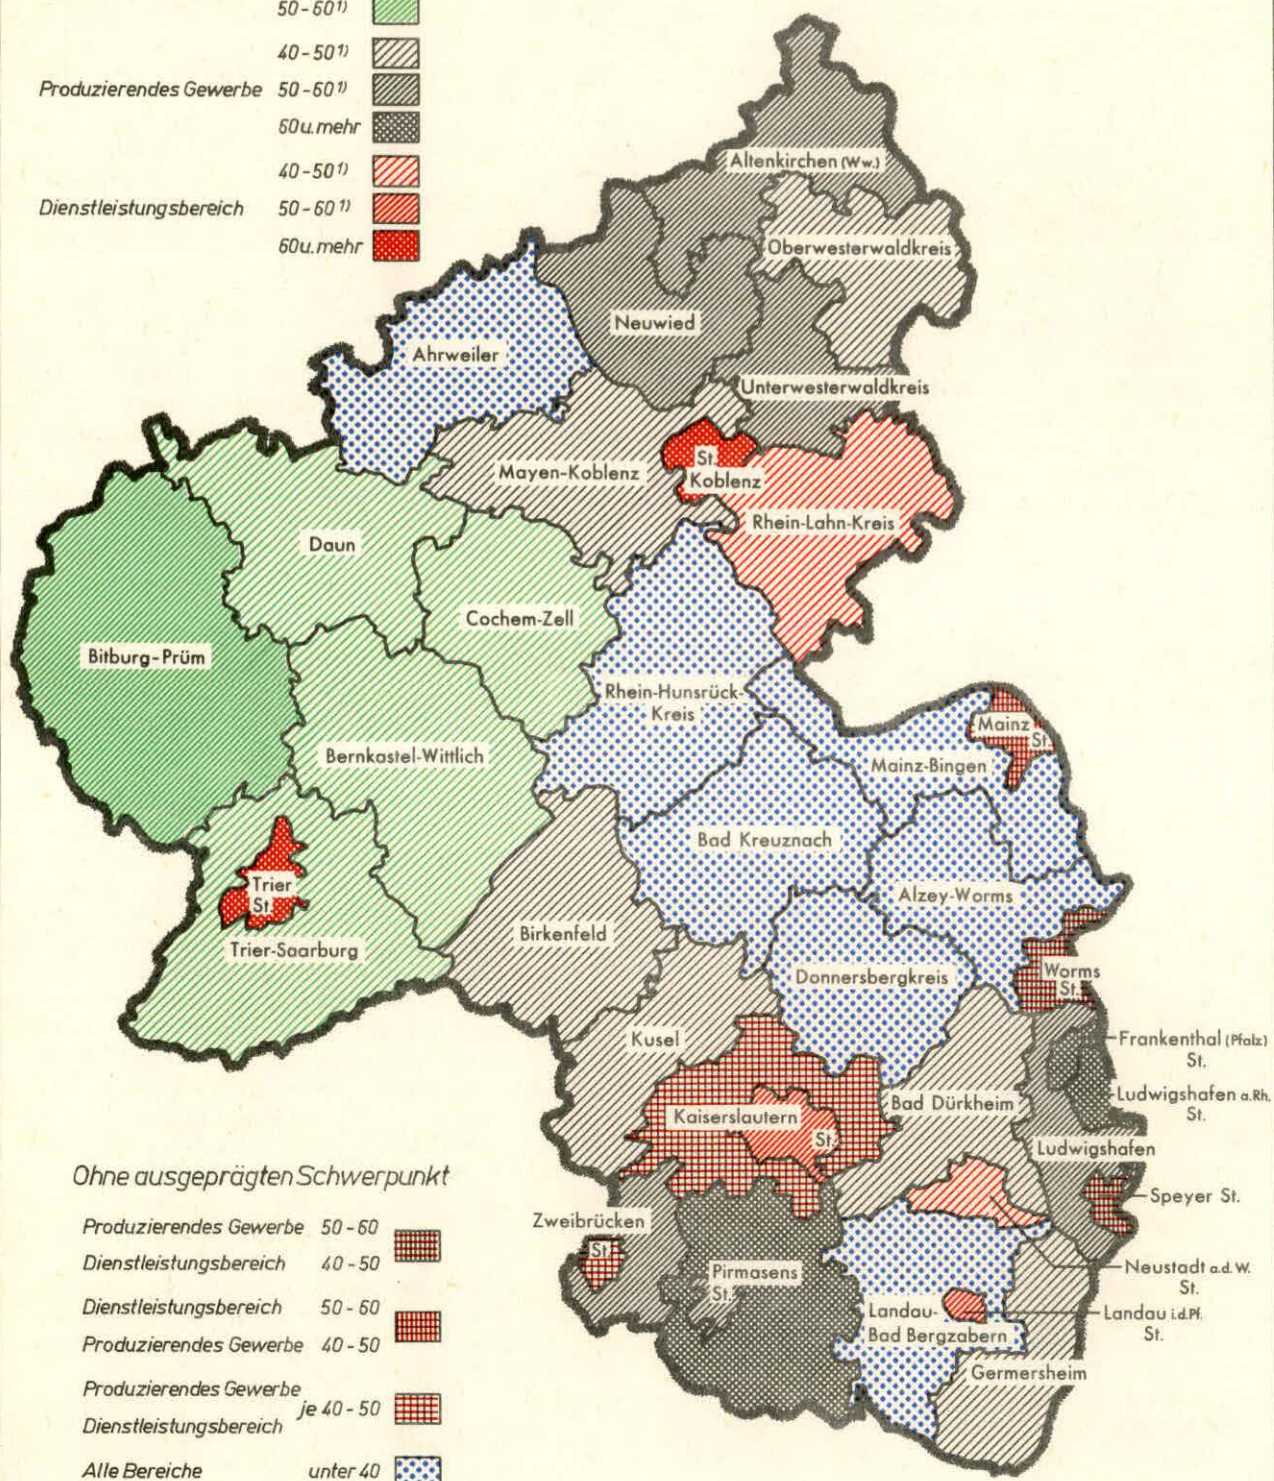 50-60¹⁾
40-50¹⁾
Produzierendes Gewerbe 50-60¹⁾
60 u. mehr
40-50¹⁾
Dienstleistungsbereich 50-60¹⁾
60 u. mehr
Altenkirchen (Ww.)
Oberwesterwaldkreis
Neuwied
Ahrweiler
Unterwesterwaldkreis
St.
Koblenz
Mayen-Koblenz
Rhein-Lahn-Kreis
Daun
Cochem-Zell
Bitburg-Prüm
Rhein-Hunsrück-
Kreis
Mainz
St.
Bernkastel-Wittlich
Mainz-Bingen
Bad Kreuznach
Trier
St.
Alzey-Worms
Birkenfeld
Trier-Saarburg
Donnersbergkreis
Worms
St.
Kusel
Frankenthal (Pfalz)
St.
Ludwigshafen a.Rh.
St.
Bad Dürkheim
Kaiserslautern
St.
Ludwigshafen
Speyer St.
Zweibrücken
St.
Pirmasens
St.
Neustadt a.d.W.
St.
Landau-
Bad Bergzabern
Landau i.d.Pf.
St.
Germersheim
Ohne ausgeprägten Schwerpunkt
Produzierendes Gewerbe 50-60
Dienstleistungsbereich 40-50
Dienstleistungsbereich 50-60
Produzierendes Gewerbe 40-50
Produzierendes Gewerbe
je 40-50
Dienstleistungsbereich
Alle Bereiche unter 40